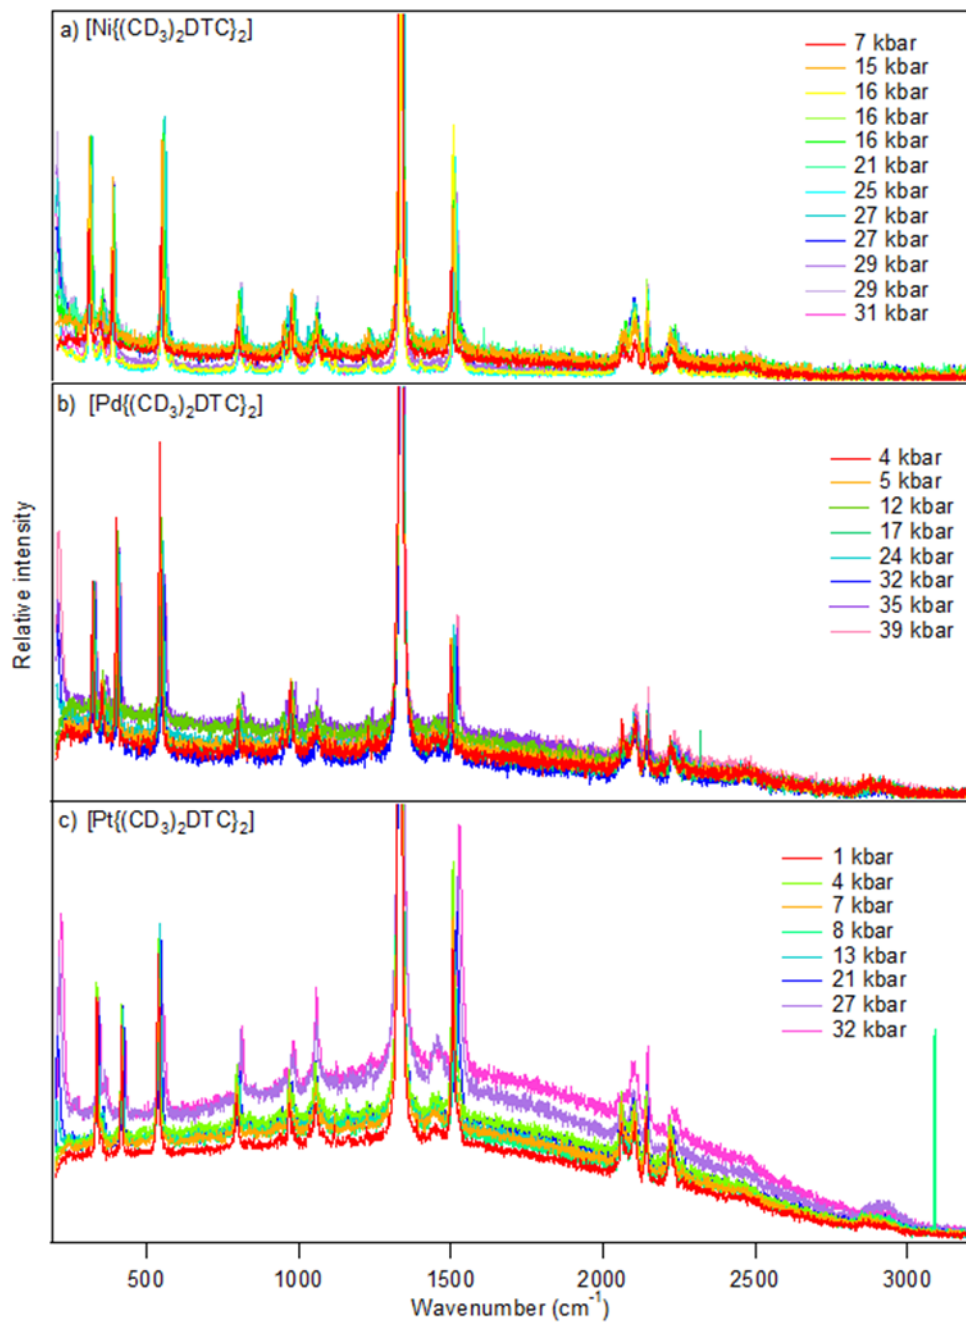 a) [Ni{(CD3)2DTC}2]
7 kbar
15 kbar
16 kbar
16 kbar
16 kbar
21 kbar
25 kbar
27 kbar
27 kbar
29 kbar
29 kbar
31 kbar
b) [Pd{(CD3)2DTC}2]
4 kbar
5 kbar
12 kbar
17 kbar
24 kbar
32 kbar
35 kbar
39 kbar
Relative intensity
c) [Pt{(CD3)2DTC}2]
1 kbar
4 kbar
7 kbar
8 kbar
13 kbar
21 kbar
27 kbar
32 kbar
500 1000 1500 2000 2500 3000
Wavenumber (cm-1)